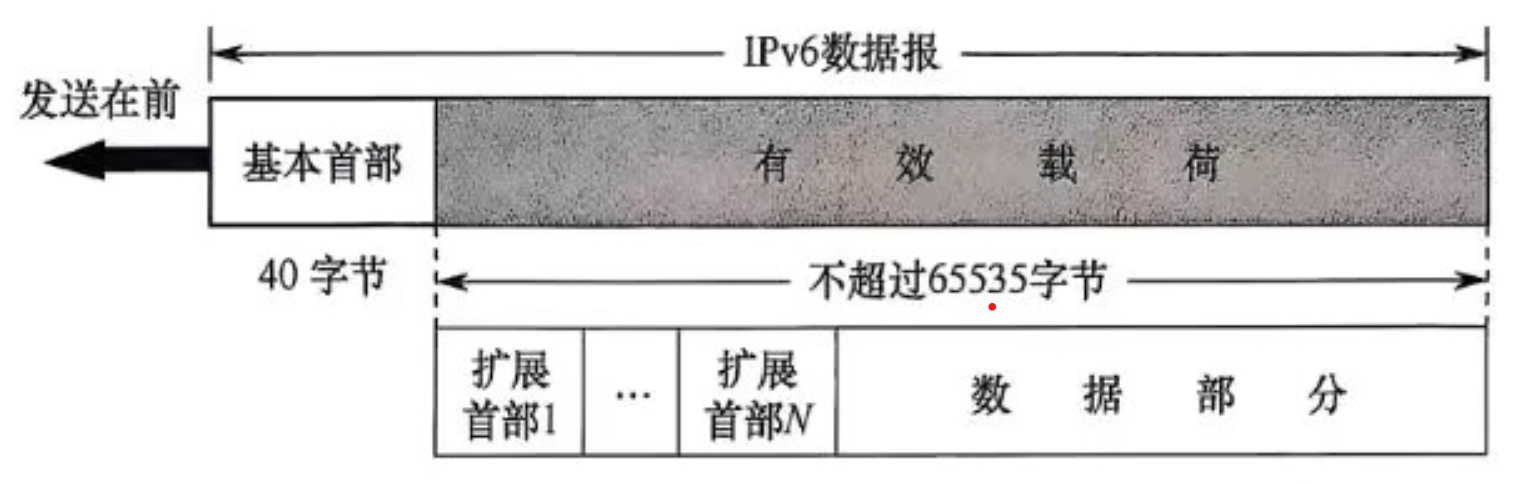 IPv6数据报
发送在前
基本首部
有效载荷
40 字节
不超过65535字节
扩展
首部1
…
扩展
首部N
数据部分